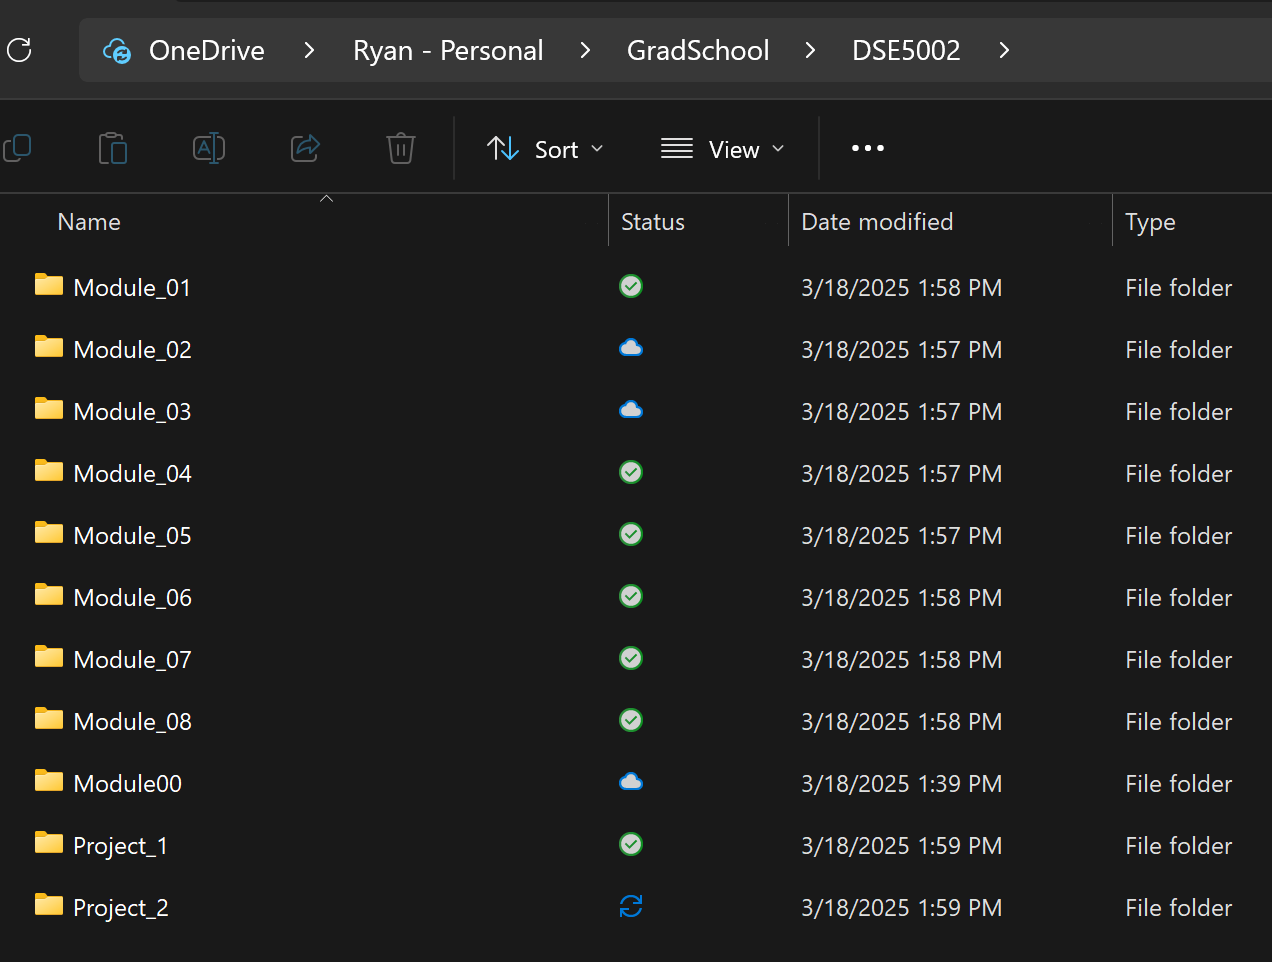 OneDrive > Ryan - Personal > GradSchool > DSE5002 >
Sort View
Name Status Date modified Type
Module_01 3/18/2025 1:58 PM File folder
Module_02 3/18/2025 1:57 PM File folder
Module_03 3/18/2025 1:57 PM File folder
Module_04 3/18/2025 1:57 PM File folder
Module_05 3/18/2025 1:57 PM File folder
Module_06 3/18/2025 1:58 PM File folder
Module_07 3/18/2025 1:58 PM File folder
Module_08 3/18/2025 1:58 PM File folder
Module00 3/18/2025 1:39 PM File folder
Project_1 3/18/2025 1:59 PM File folder
Project_2 3/18/2025 1:59 PM File folder